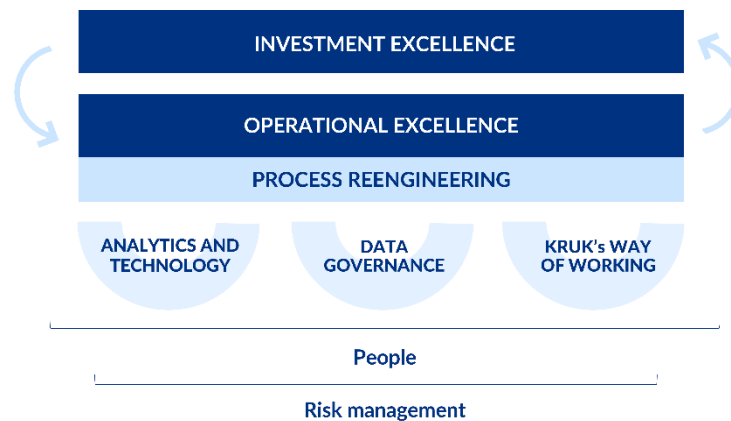 INVESTMENT EXCELLENCE
OPERATIONAL EXCELLENCE
PROCESS REENGINEERING
ANALYTICS AND
TECHNOLOGY
DATA
GOVERNANCE
KRUK's WAY
OF WORKING
People
Risk management